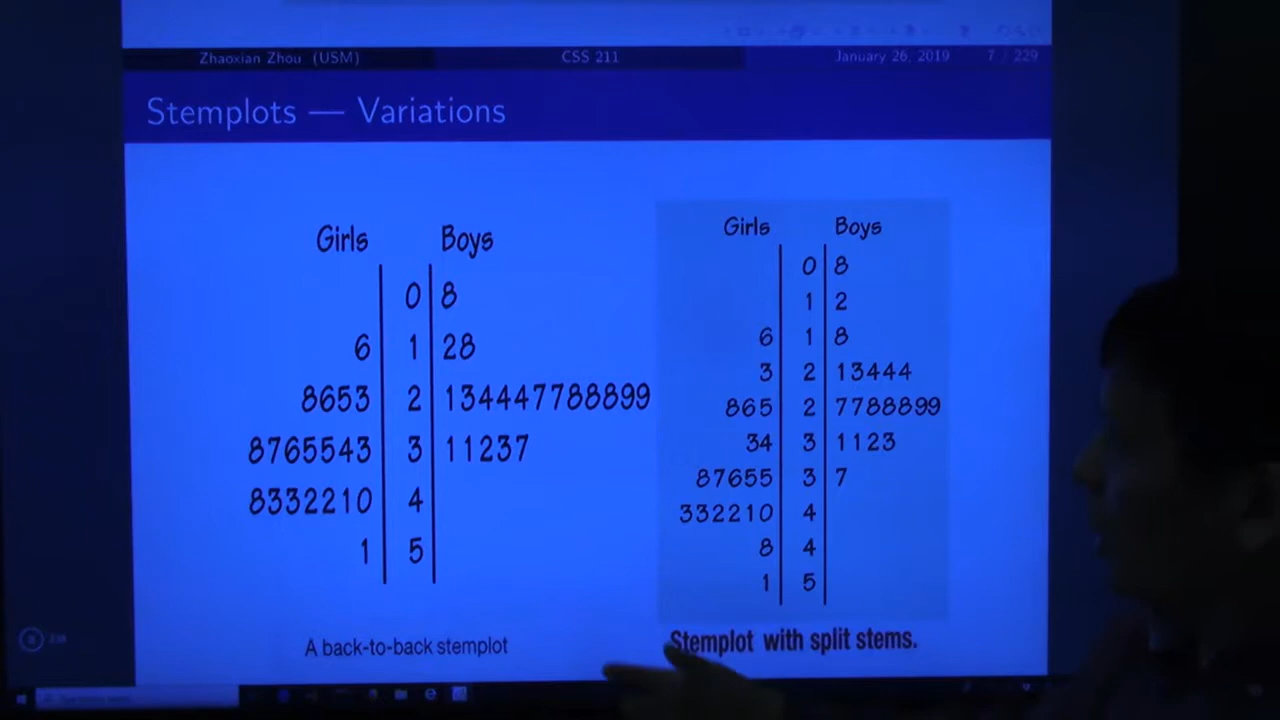 Zhaoxian Zhou (USM) CSS 211 January 26, 2019 7 / 229
Stemplots — Variations
Girls Boys
0 8
6 1 28
8653 2 134447788899
8765543 3 11237
8332210 4
1 5
A back-to-back stemplot
Girls Boys
0 8
1 2
6 1 8
3 2 13444
865 2 7788899
34 3 1123
87655 3 7
332210 4
8 4
1 5
Stemplot with split stems.